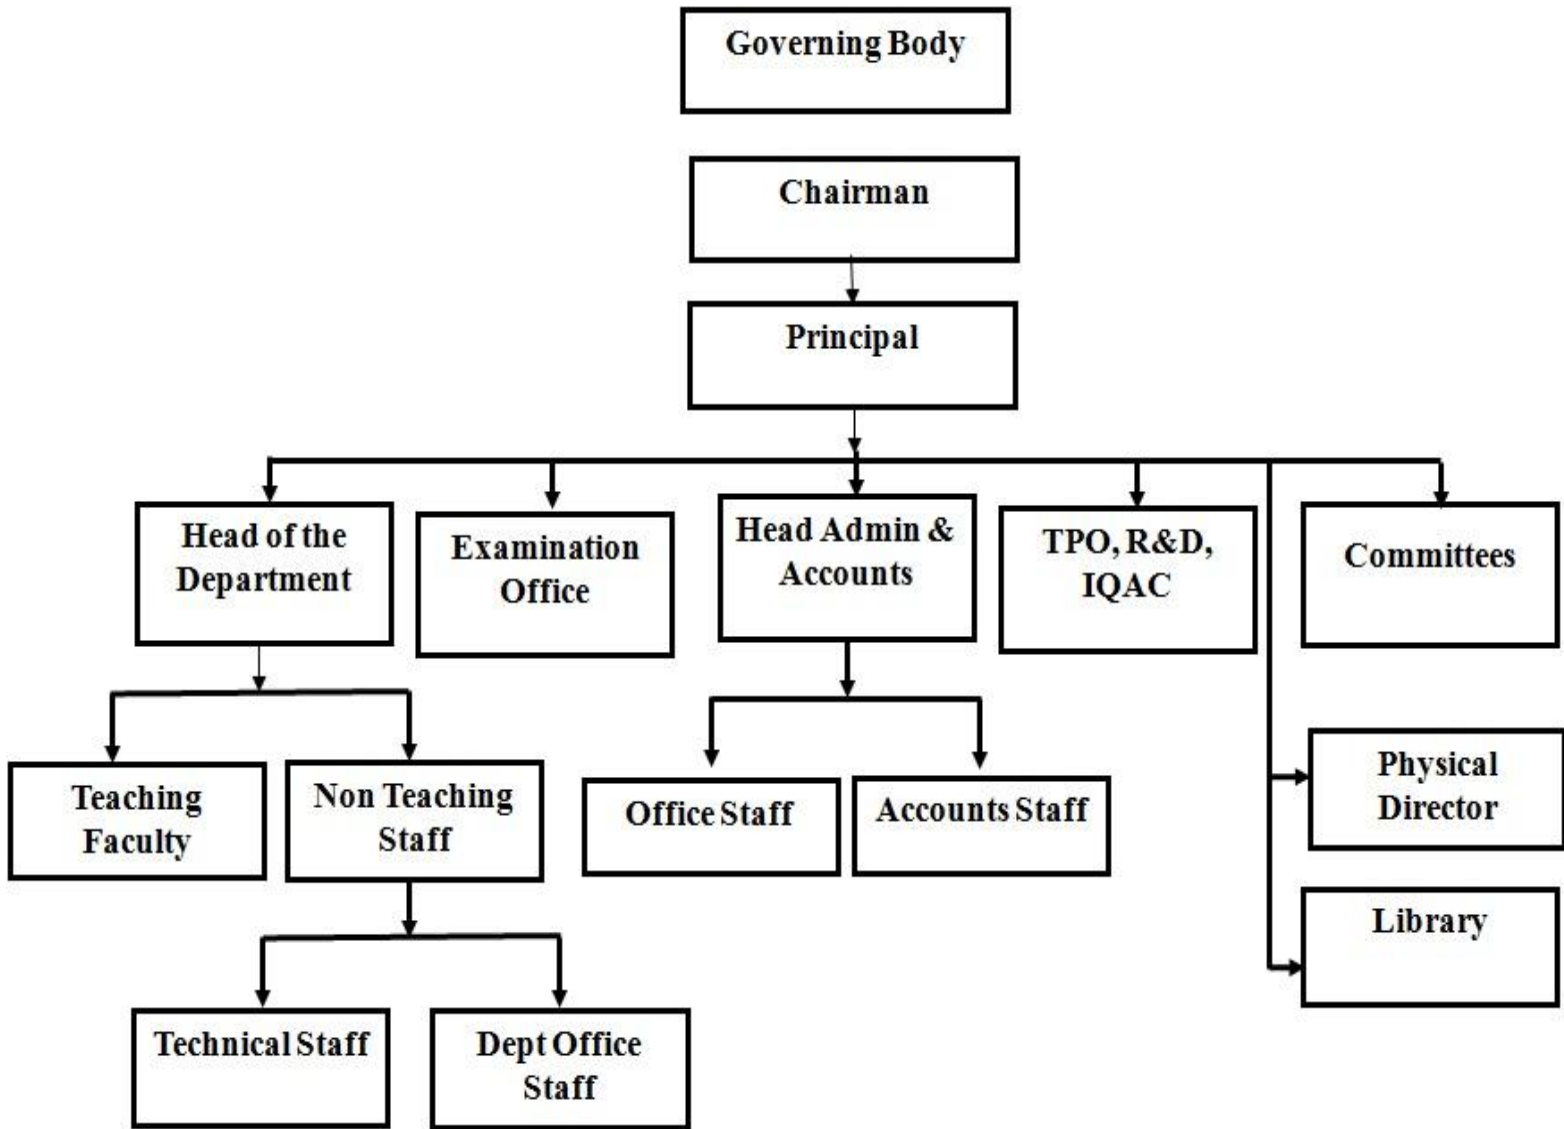 Governing Body
Chairman
Principal
Head of the
Department
Examination
Office
Head Admin &
Accounts
TPO, R&D,
IQAC
Committees
Teaching
Faculty
Non Teaching
Staff
Office Staff
Accounts Staff
Physical
Director
Library
Technical Staff
Dept Office
Staff